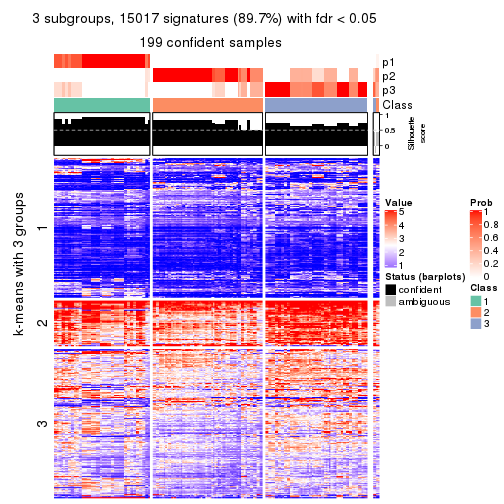 3 subgroups, 15017 signatures (89.7%) with fdr < 0.05
199 confident samples
p1
p2
p3
Class
1
0.5
0
Silhouette
score
k-means with 3 groups
1
2
3
Value
5
4
3
2
1
Status (barplots)
confident
ambiguous
Prob
1
0.8
0.6
0.4
0.2
0
Class
1
2
3